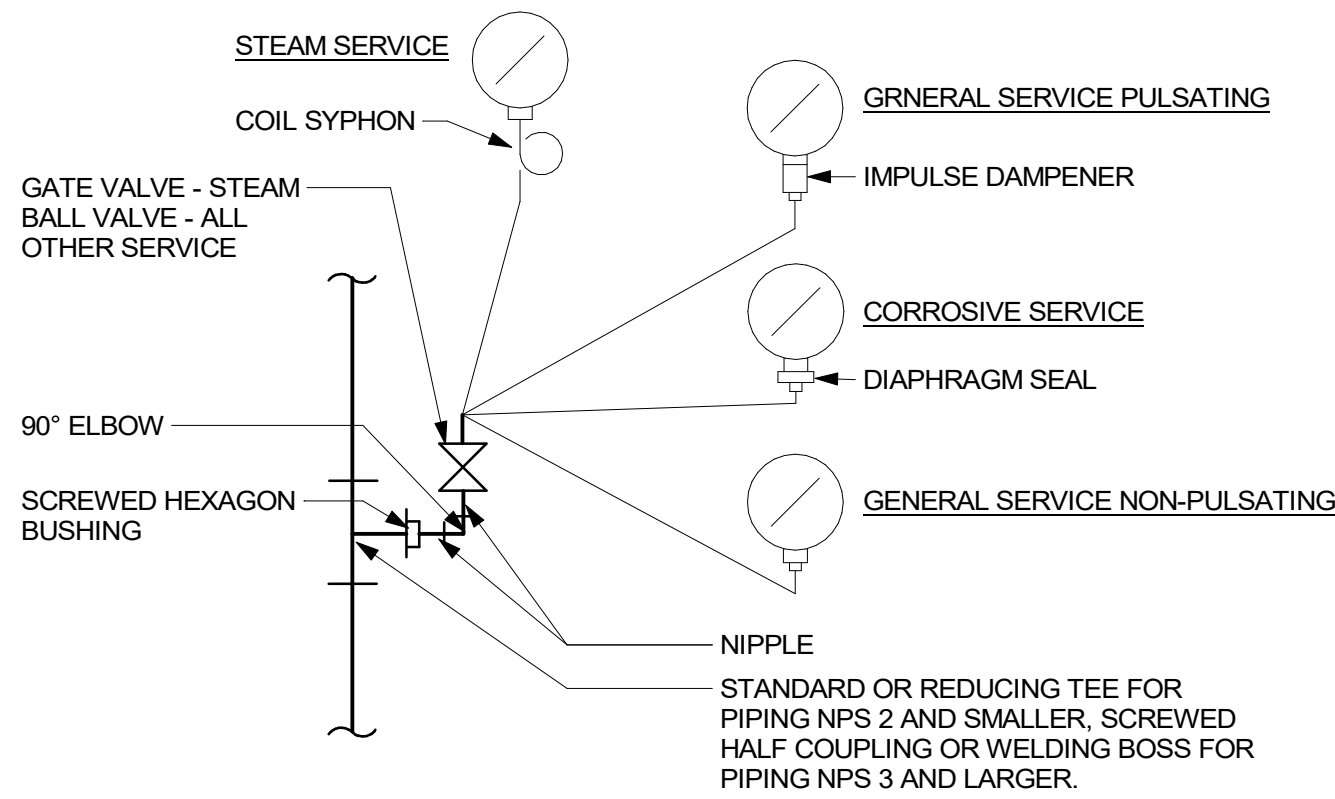 STEAM SERVICE
COIL SYPHON
GRNERAL SERVICE PULSATING
IMPULSE DAMPENER
GATE VALVE - STEAM
BALL VALVE - ALL
OTHER SERVICE
CORROSIVE SERVICE
DIAPHRAGM SEAL
90° ELBOW
SCREWED HEXAGON
BUSHING
GENERAL SERVICE NON-PULSATING
NIPPLE
STANDARD OR REDUCING TEE FOR
PIPING NPS 2 AND SMALLER, SCREWED
HALF COUPLING OR WELDING BOSS FOR
PIPING NPS 3 AND LARGER.